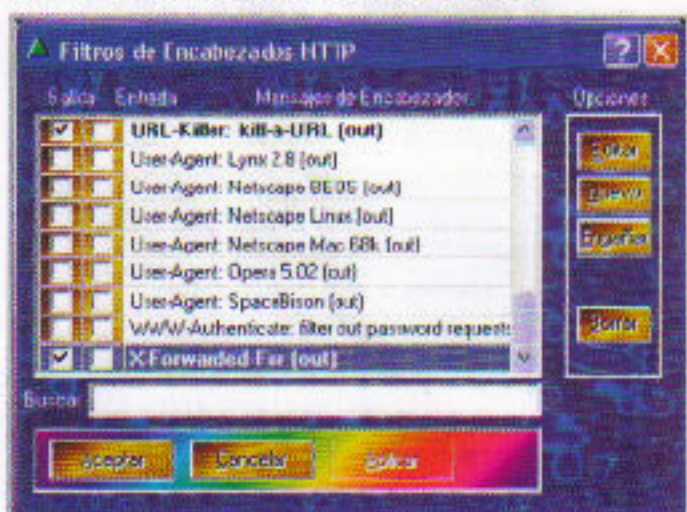 Filtros de Encabezados HTTP
Salida Entrada Mensajes de Encabezador Opciones
URL-Killer: kill-a-URL (out)
User-Agent: Lynx 2.8 (out)
User-Agent: Netscape BEOS (out)
User-Agent: Netscape Linux (out)
User-Agent: Netscape Mac 68k (out)
User-Agent: Opera 5.02 (out)
User-Agent: SpaceBison (out)
WWW-Authenticate: filter out password requests
X-Forwarded-For (out)
Editar
Nuevo
Borrar
Buscar
Aceptar Cancelar Aplicar